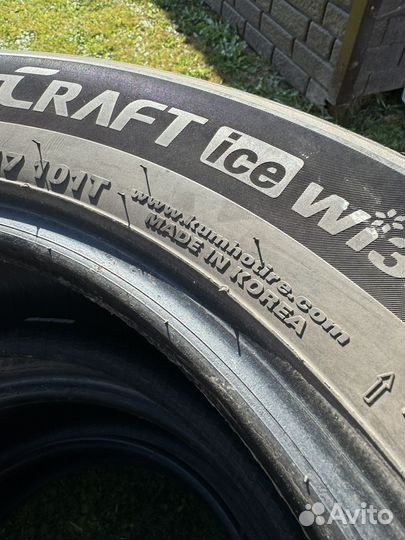 CRAFT ice Wi3
101T
www.kumhotire.com
MADE IN KOREA
Avito